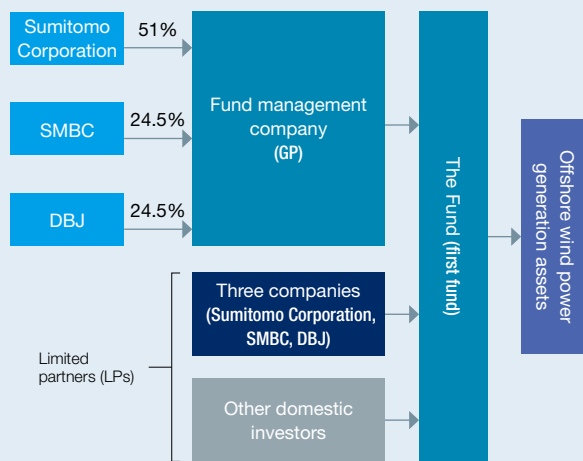 Sumitomo
Corporation
51%
SMBC
24.5%
DBJ
24.5%
Fund management
company
(GP)
Limited
partners (LPs)
Three companies
(Sumitomo Corporation,
SMBC, DBJ)
Other domestic
investors
The Fund (first fund)
Offshore wind power
generation assets